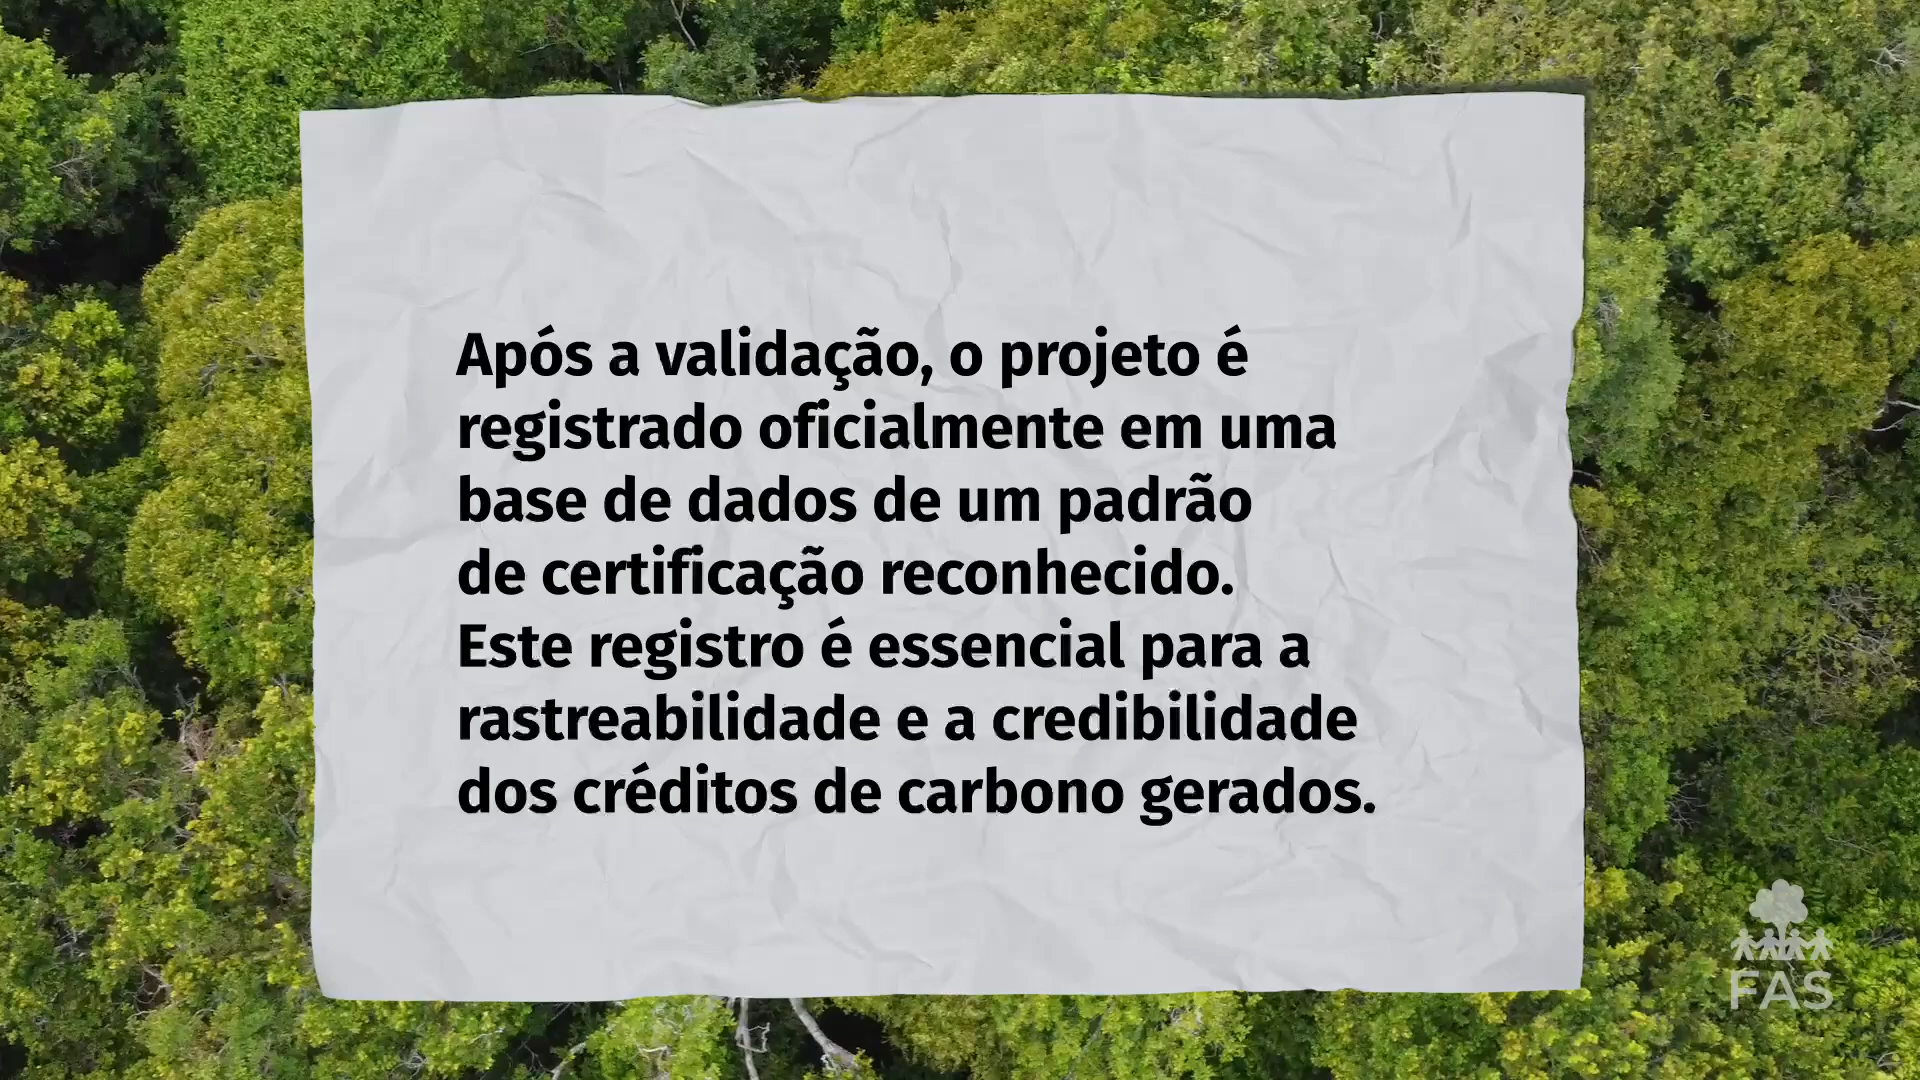 Após a validação, o projeto é
registrado oficialmente em uma
base de dados de um padrão
de certificação reconhecido.
Este registro é essencial para a
rastreabilidade e a credibilidade
dos créditos de carbono gerados.
FAS